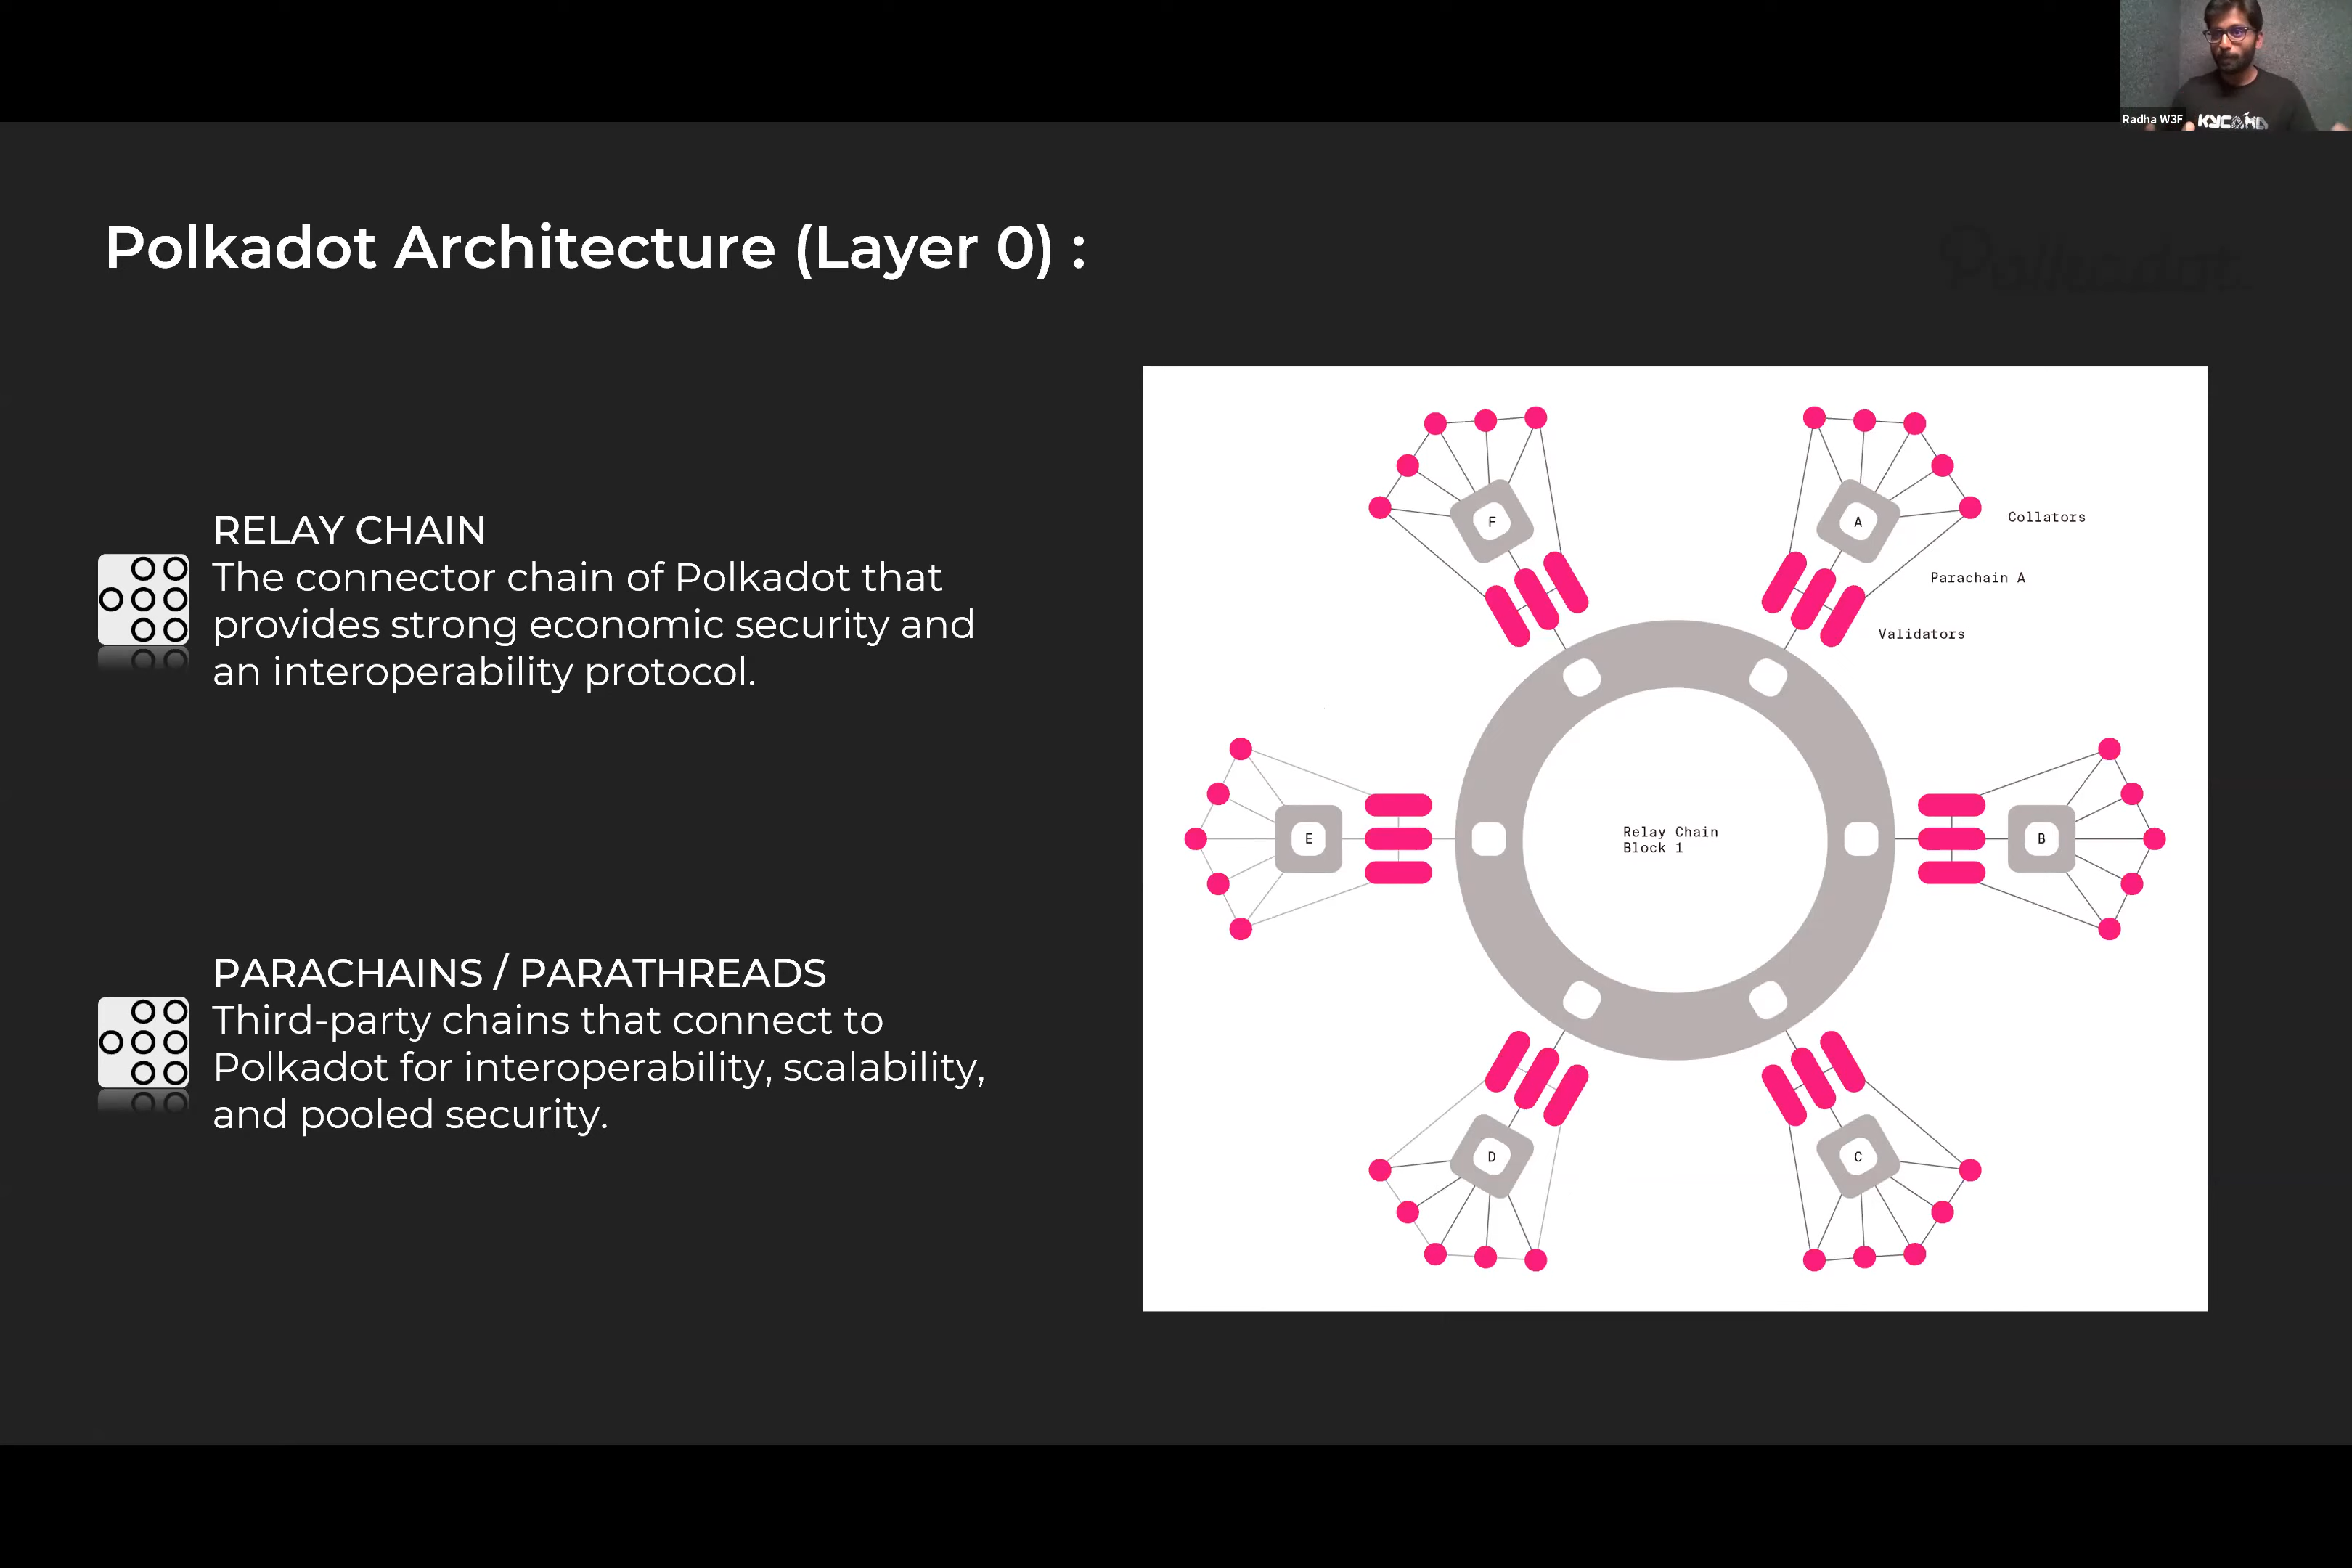 Radha W3F
Polkadot Architecture (Layer 0) :
Polkadot
RELAY CHAIN
The connector chain of Polkadot that
provides strong economic security and
an interoperability protocol.
PARACHAINS / PARATHREADS
Third-party chains that connect to
Polkadot for interoperability, scalability,
and pooled security.
F
A
Collators
Parachain A
Validators
E
Relay Chain
Block 1
B
D
C